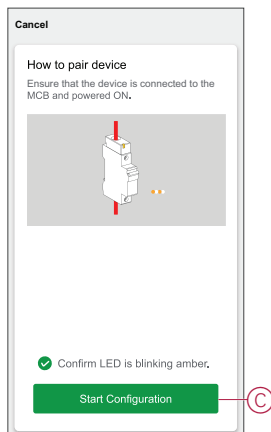 Cancel
How to pair device
Ensure that the device is connected to the
MCB and powered ON.
Confirm LED is blinking amber.
Start Configuration
C